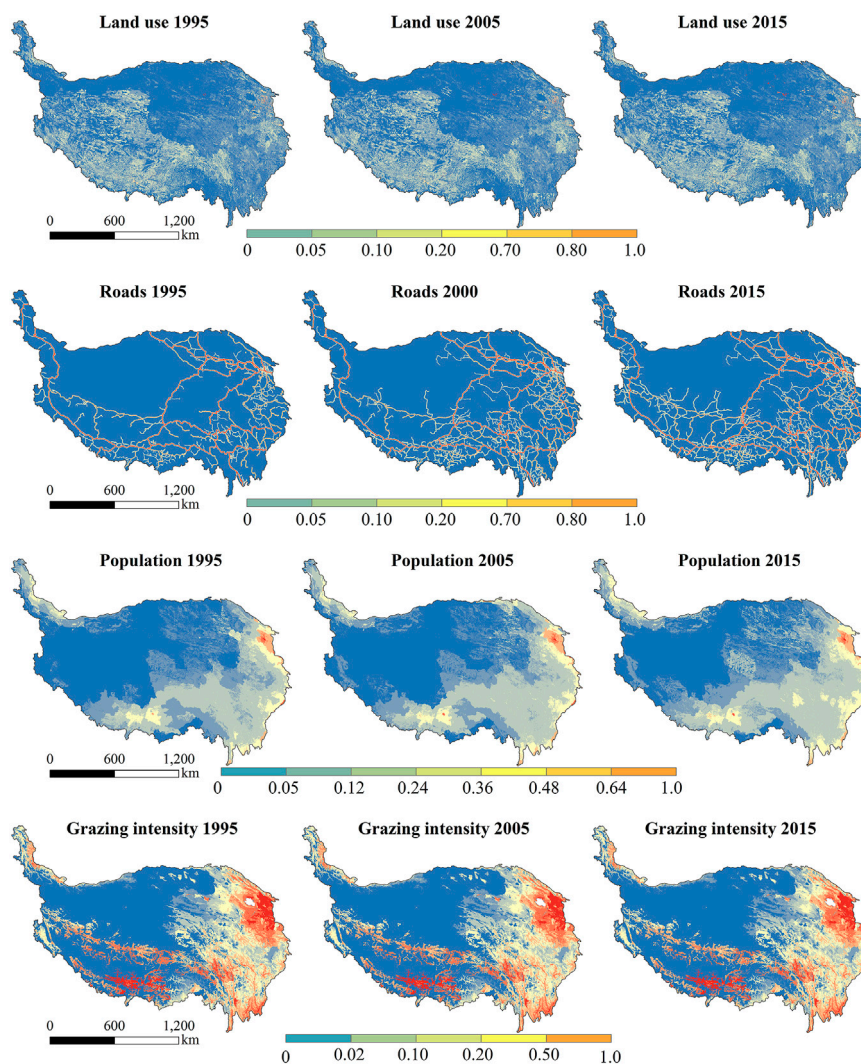 Land use 1995 Land use 2005 Land use 2015
0 600 1,200
km
0 0.05 0.10 0.20 0.70 0.80 1.0
Roads 1995 Roads 2000 Roads 2015
0 600 1,200
km
0 0.05 0.10 0.20 0.70 0.80 1.0
Population 1995 Population 2005 Population 2015
0 600 1,200
km
0 0.05 0.12 0.24 0.36 0.48 0.64 1.0
Grazing intensity 1995 Grazing intensity 2005 Grazing intensity 2015
0 600 1,200
km
0 0.02 0.10 0.20 0.50 1.0